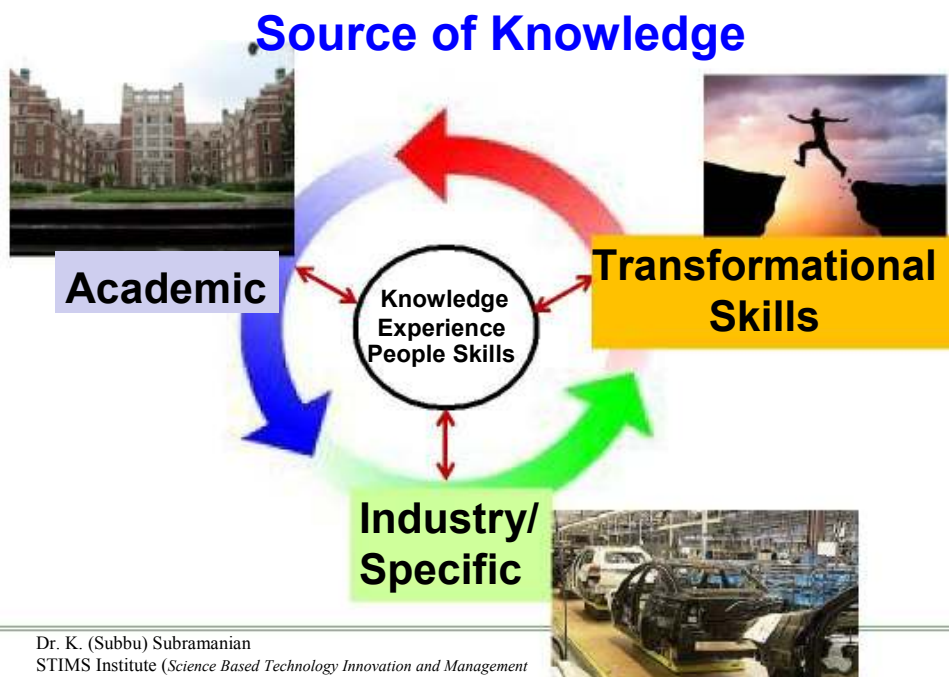 Source of Knowledge
Academic
Transformational
Skills
Knowledge
Experience
People Skills
Industry/
Specific
Dr. K. (Subbu) Subramanian
STIMS Institute (Science Based Technology Innovation and Management